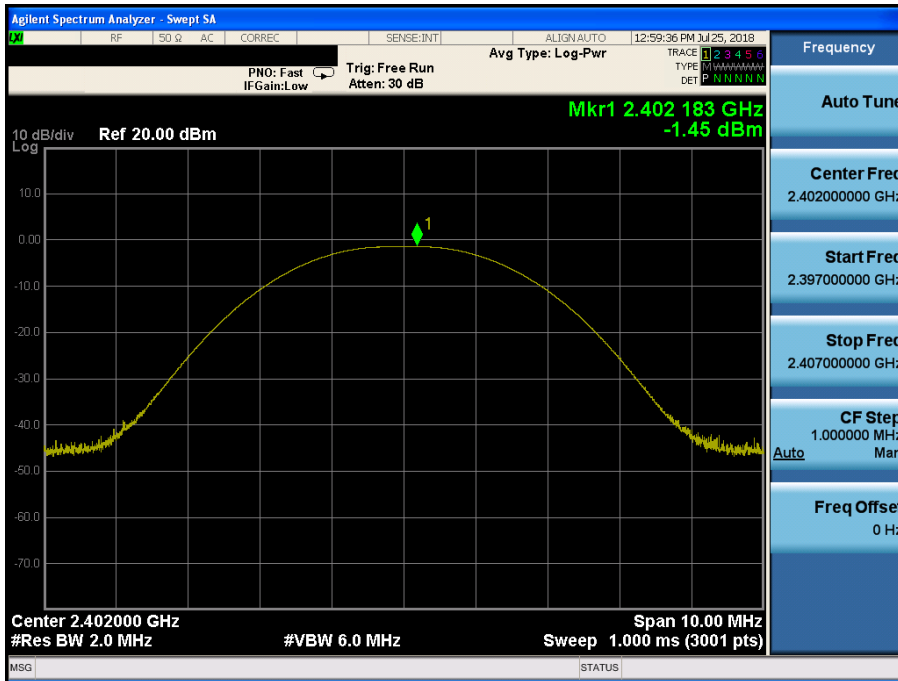 Agilent Spectrum Analyzer - Swept SA
LXI RF 50 Ω AC CORREC SENSE:INT ALIGN AUTO 12:59:36 PM Jul 25, 2018
Frequency
PNO: Fast
IFGain:Low
Trig: Free Run
Atten: 30 dB
Avg Type: Log-Pwr
TRACE 1 2 3 4 5 6
TYPE M WWWWW
DET P N N N N N
Mkr1 2.402 183 GHz
-1.45 dBm
10 dB/div Ref 20.00 dBm
Log
10.0
0.00
-10.0
-20.0
-30.0
-40.0
-50.0
-60.0
-70.0
1
Center 2.402000 GHz Span 10.00 MHz
#Res BW 2.0 MHz #VBW 6.0 MHz Sweep 1.000 ms (3001 pts)
MSG STATUS
Auto Tune
Center Freq
2.402000000 GHz
Start Freq
2.397000000 GHz
Stop Freq
2.407000000 GHz
CF Step
1.000000 MHz
Auto Man
Freq Offset
0 Hz